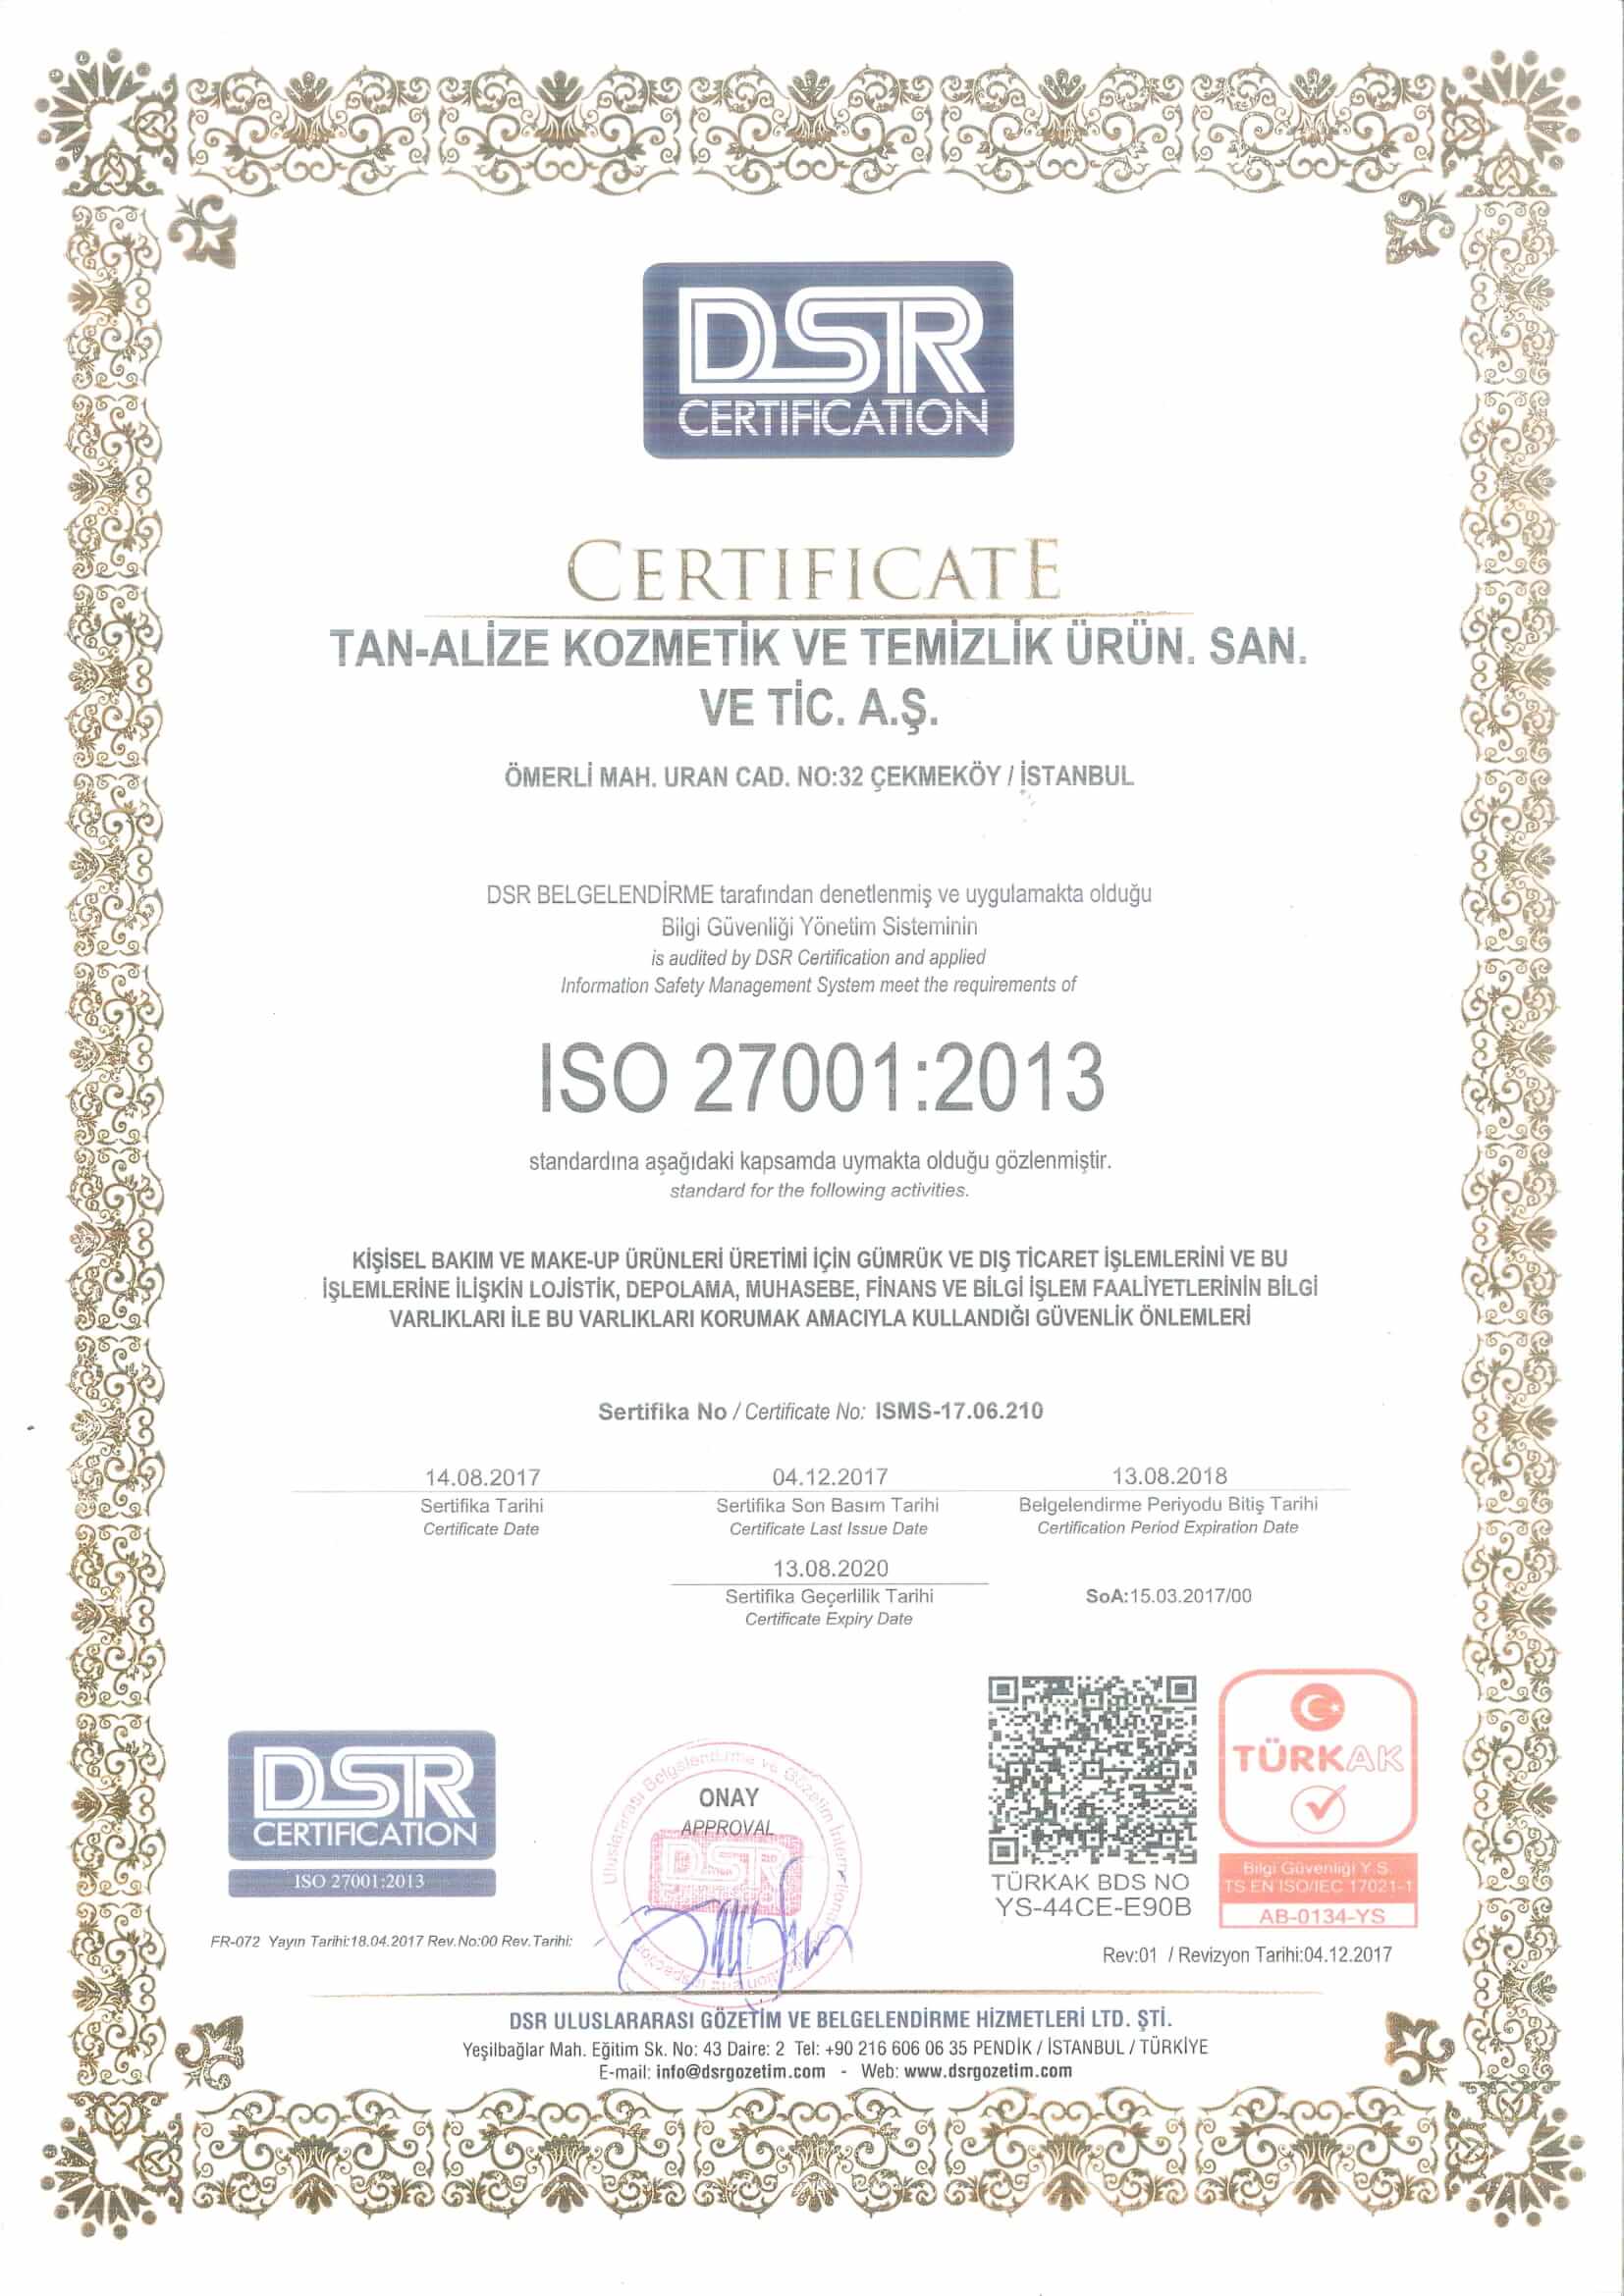 DSR
CERTIFICATION
CERTIFICATE
TAN-ALİZE KOZMETİK VE TEMİZLİK ÜRÜN. SAN.
VE TİC. A.Ş.
ÖMERLİ MAH. URAN CAD. NO:32 ÇEKMEKÖY / İSTANBUL
DSR BELGELENDİRME tarafından denetlenmiş ve uygulamakta olduğu
Bilgi Güvenliği Yönetim Sisteminin
is audited by DSR Certification and applied
Information Safety Management System meet the requirements of
ISO 27001:2013
standardına aşağıdaki kapsamda uymakta olduğu gözlenmiştir.
standard for the following activities.
KİŞİSEL BAKIM VE MAKE-UP ÜRÜNLERİ ÜRETİMİ İÇİN GÜMRÜK VE DIŞ TİCARET İŞLEMLERİNİ VE BU
İŞLEMLERİNE İLİŞKİN LOJİSTİK, DEPOLAMA, MUHASEBE, FİNANS VE BİLGİ İŞLEM FAALİYETLERİNİN BİLGİ
VARLIKLARI İLE BU VARLIKLARI KORUMAK AMACIYLA KULLANDIĞI GÜVENLİK ÖNLEMLERİ
Sertifika No / Certificate No: ISMS-17.06.210
14.08.2017
Sertifika Tarihi
Certificate Date
04.12.2017
Sertifika Son Basım Tarihi
Certificate Last Issue Date
13.08.2018
Belgelendirme Periyodu Bitiş Tarihi
Certification Period Expiration Date
13.08.2020
Sertifika Geçerlilik Tarihi
Certificate Expiry Date
SoA:15.03.2017/00
DSR
CERTIFICATION
ISO 27001:2013
Uluslararası Belgelendirme ve Gözetim
ONAY
APPROVAL
DSR
TÜRKAK BDS NO
YS-44CE-E90B
TÜRKAK
Bilgi Güvenliği Y.S.
TS EN ISO/IEC 17021-1
AB-0134-YS
FR-072 Yayın Tarihi:18.04.2017 Rev.No:00 Rev.Tarihi:
Rev:01 / Revizyon Tarihi:04.12.2017
DSR ULUSLARARASI GÖZETİM VE BELGELENDİRME HİZMETLERİ LTD. ŞTİ.
Yeşilbağlar Mah. Eğitim Sk. No: 43 Daire: 2 Tel: +90 216 606 06 35 PENDİK / İSTANBUL / TÜRKİYE
E-mail: info@dsrgozetim.com - Web: www.dsrgozetim.com